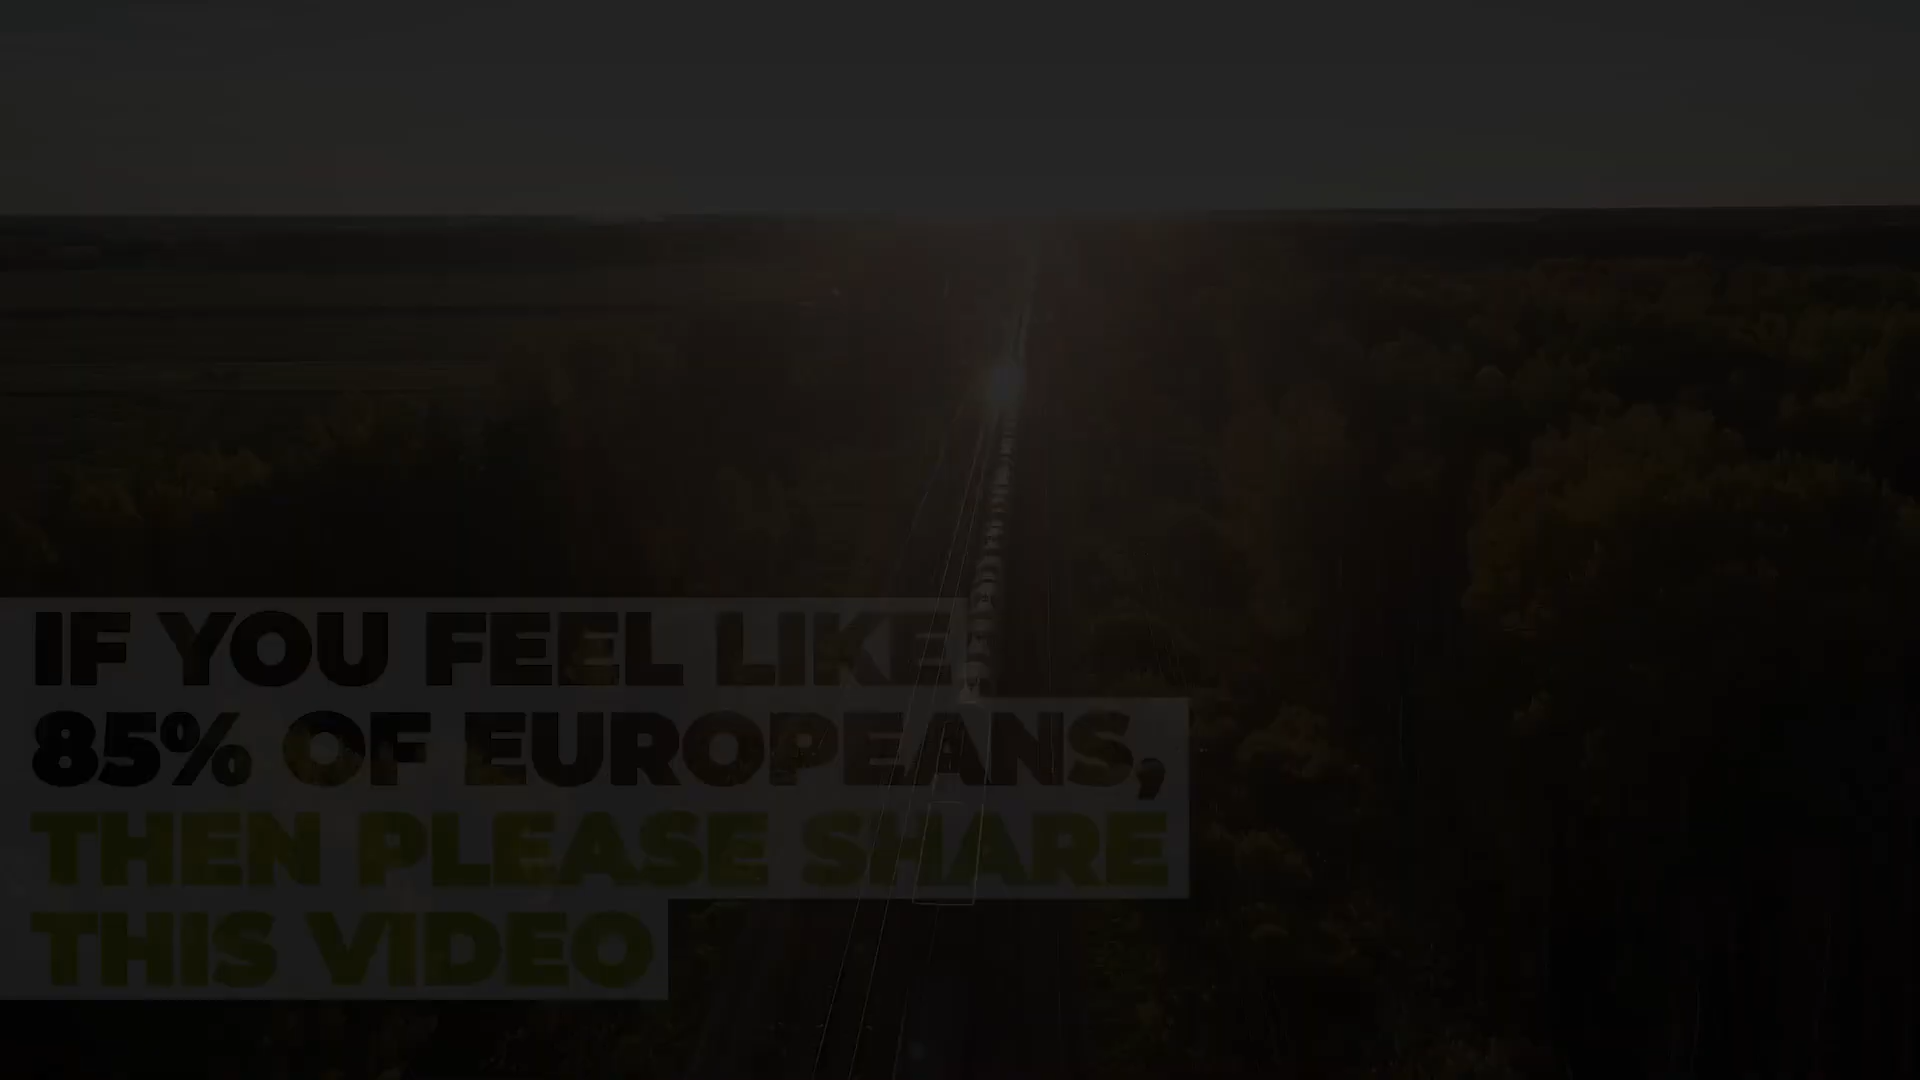 IF YOU FEEL LIKE
85% OF EUROPEANS,
THEN PLEASE SHARE
THIS VIDEO